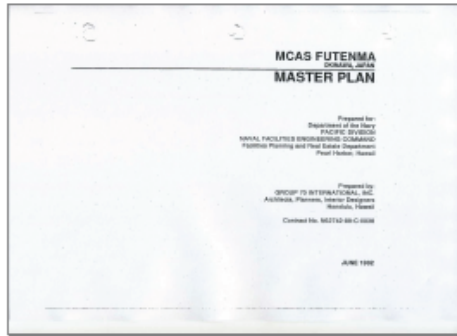 MCAS FUTENMA
OKINAWA, JAPAN
MASTER PLAN
Prepared for:
Department of the Navy
PACIFIC DIVISION
NAVAL FACILITIES ENGINEERING COMMAND
Facilities Planning and Real Estate Department
Pearl Harbor, Hawaii
Prepared by:
GROUP 70 INTERNATIONAL, INC.
Architects, Planners, Interior Designers
Honolulu, Hawaii
Contract No.
JUNE 1992